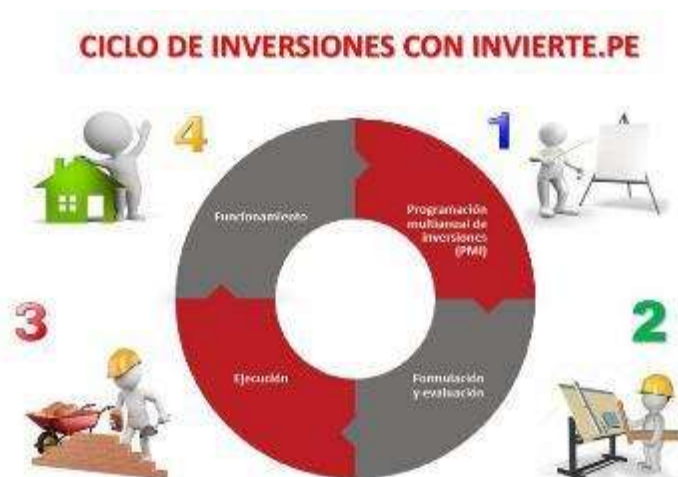 CICLO DE INVERSIONES CON INVIERTE.PE
4
1
Funcionamiento
Programación
multianual de
inversiones
(PMI)
3
2
Ejecución
Formulación
y evaluación